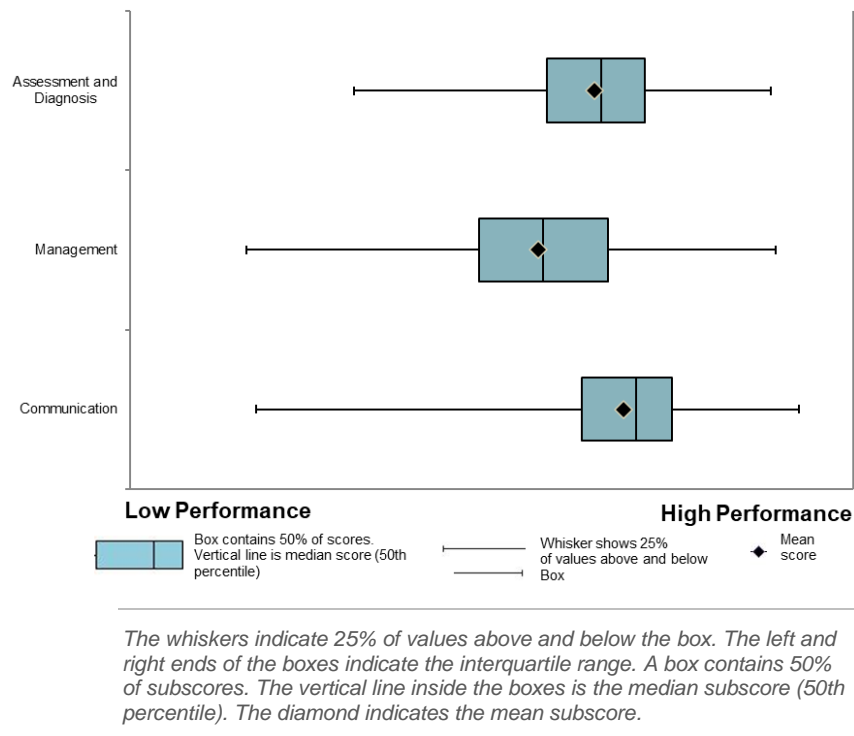 Assessment and
Diagnosis
Management
Communication
Low Performance
High Performance
Box contains 50% of scores.
Vertical line is median score (50th
percentile)
Whisker shows 25%
of values above and below
Box
Mean
score
The whiskers indicate 25% of values above and below the box. The left and
right ends of the boxes indicate the interquartile range. A box contains 50%
of subscores. The vertical line inside the boxes is the median subscore (50th
percentile). The diamond indicates the mean subscore.